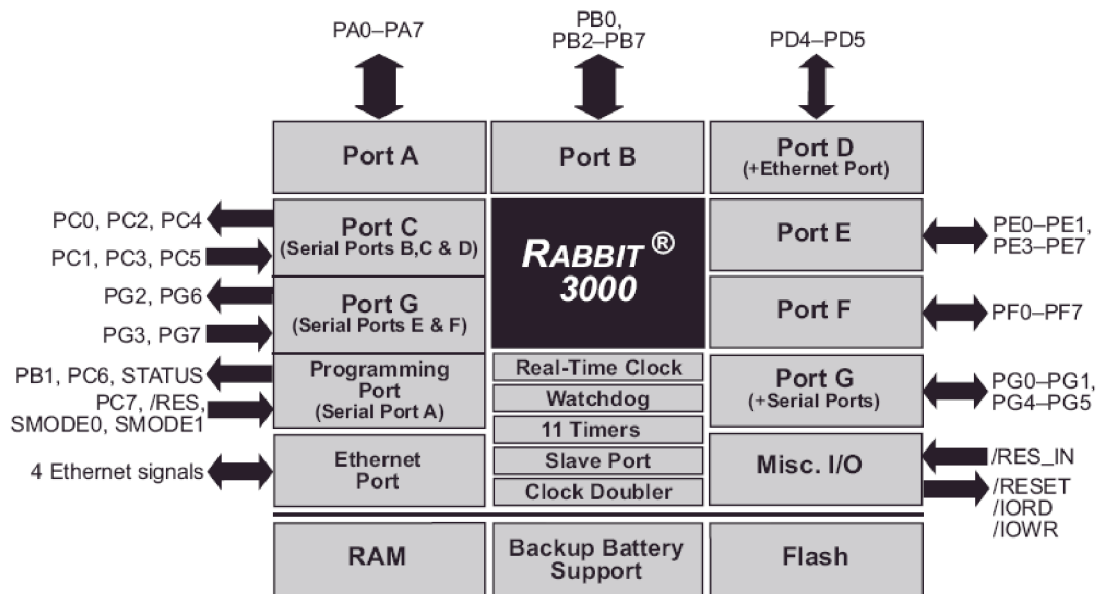 PA0–PA7
PB0,
PB2–PB7
PD4–PD5
Port A
Port B
Port D
(+Ethernet Port)
PC0, PC2, PC4
PC1, PC3, PC5
Port C
(Serial Ports B,C & D)
RABBIT ®
3000
Port E
PE0–PE1,
PE3–PE7
PG2, PG6
PG3, PG7
Port G
(Serial Ports E & F)
Port F
PF0–PF7
PB1, PC6, STATUS
PC7, /RES,
SMODE0, SMODE1
Programming
Port
(Serial Port A)
Real-Time Clock
Watchdog
11 Timers
Slave Port
Clock Doubler
Port G
(+Serial Ports)
PG0–PG1,
PG4–PG5
4 Ethernet signals
Ethernet
Port
Misc. I/O
/RES_IN
/RESET
/IORD
/IOWR
RAM
Backup Battery
Support
Flash